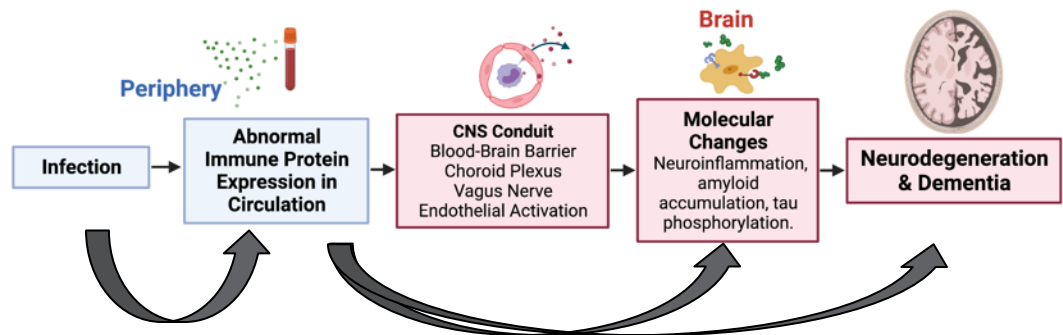 Periphery
Brain
Infection
Abnormal
Immune Protein
Expression in
Circulation
CNS Conduit
Blood-Brain Barrier
Choroid Plexus
Vagus Nerve
Endothelial Activation
Molecular
Changes
Neuroinflammation,
amyloid
accumulation, tau
phosphorylation.
Neurodegeneration
& Dementia